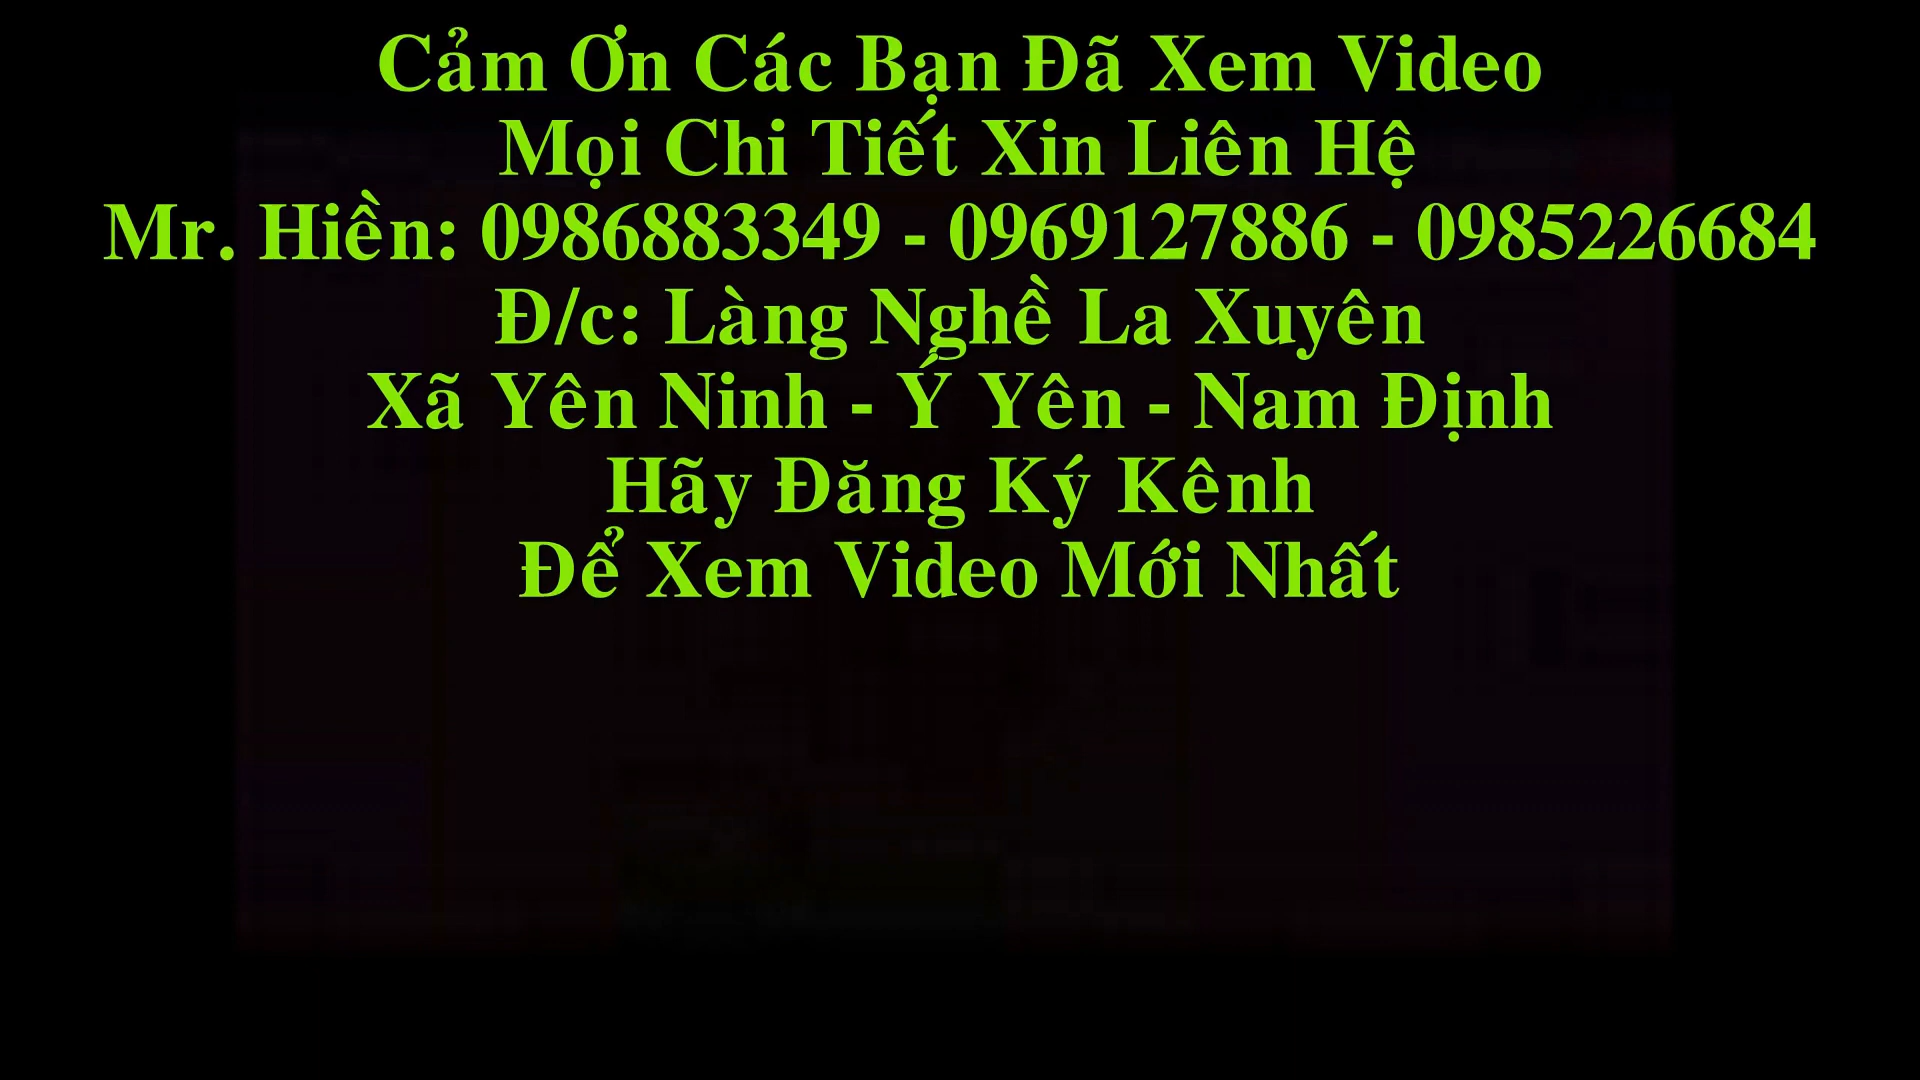 Cảm Ơn Các Bạn Đã Xem Video
Mọi Chi Tiết Xin Liên Hệ
Mr. Hiền: 0986883349 - 0969127886 - 0985226684
Đ/c: Làng Nghề La Xuyên
Xã Yên Ninh - Ý Yên - Nam Định
Hãy Đăng Ký Kênh
Để Xem Video Mới Nhất